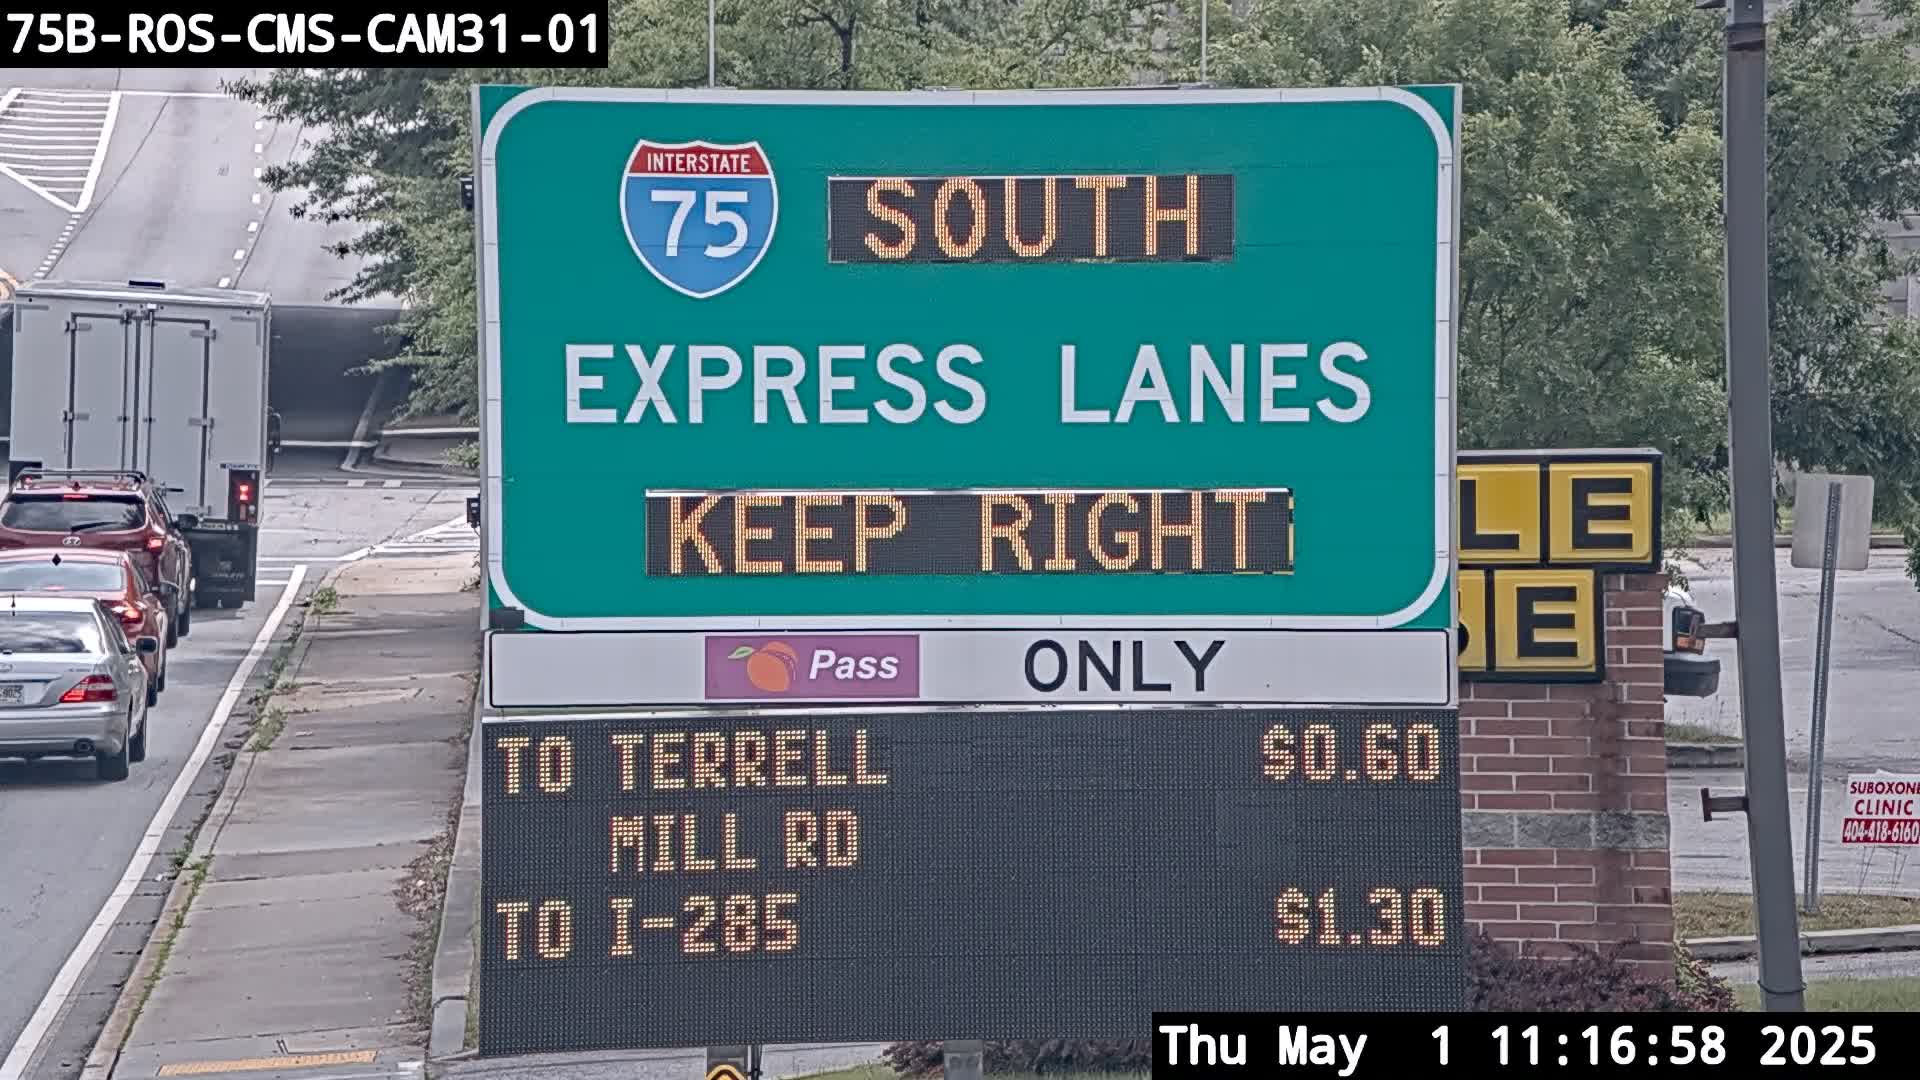 75B-ROS-CMS-CAM31-01
INTERSTATE
75
SOUTH
EXPRESS LANES
KEEP RIGHT
LE
E
Pass ONLY
TO TERRELL $0.60
MILL RD
TO I-285 $1.30
SUBOXONE
CLINIC
404-418-6160
Thu May 1 11:16:58 2025